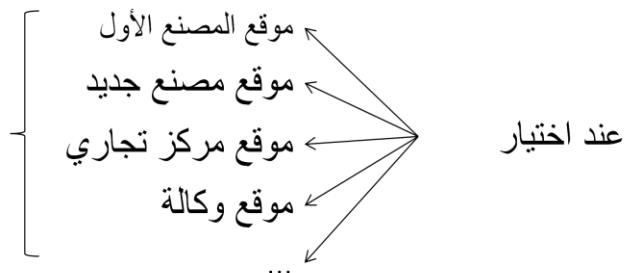 عند اختيار
موقع المصنع الأول
موقع مصنع جديد
موقع مركز تجاري
موقع وكالة
...